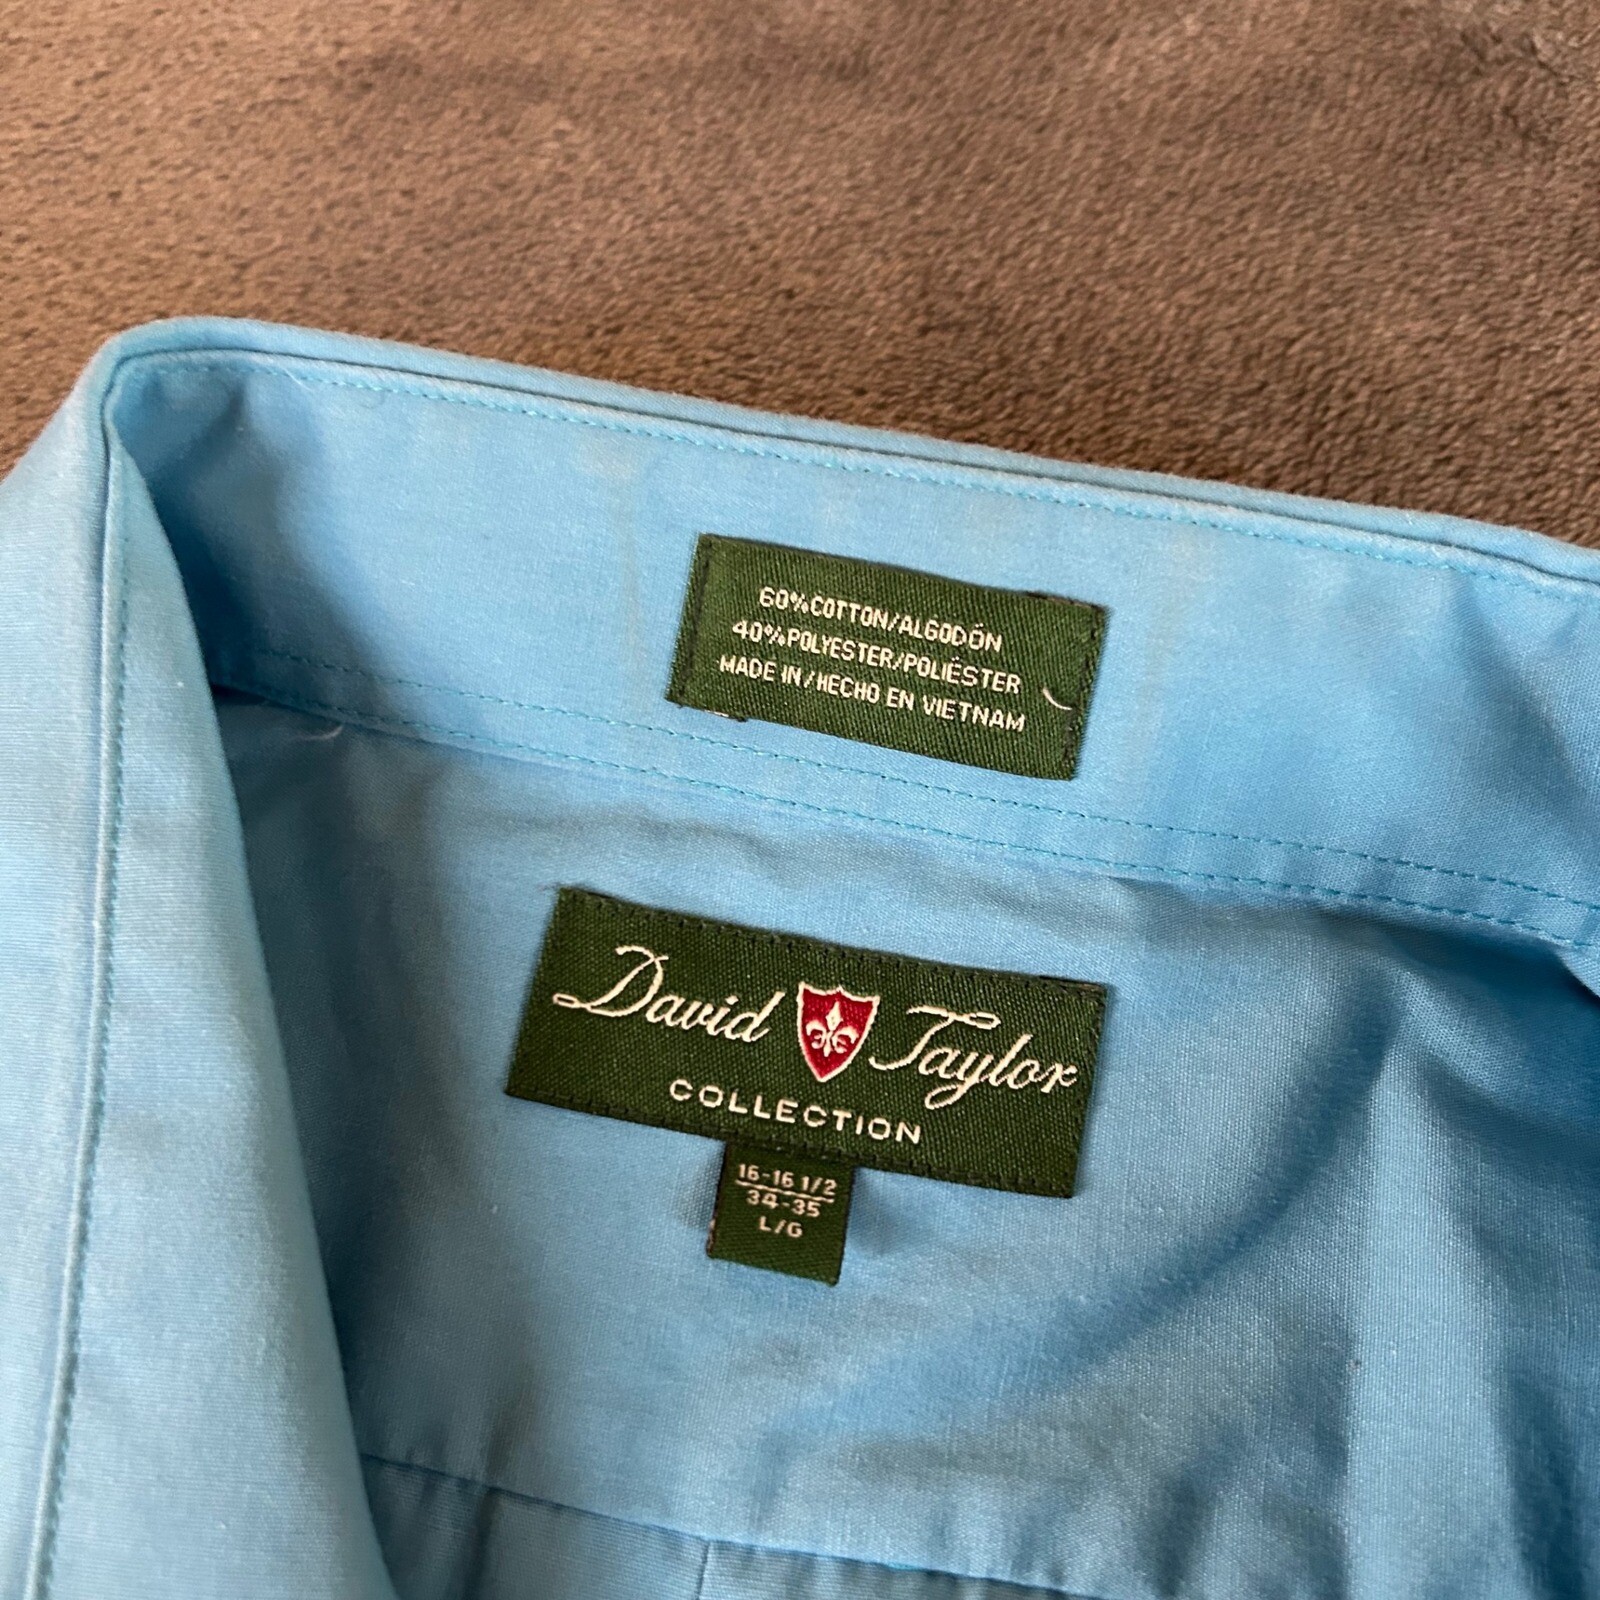 60% COTTON/ALGODÓN
40% POLYESTER/POLIÉSTER
MADE IN/HECHO EN VIETNAM
David Taylor
COLLECTION
16-16 1/2
34-35
L/G